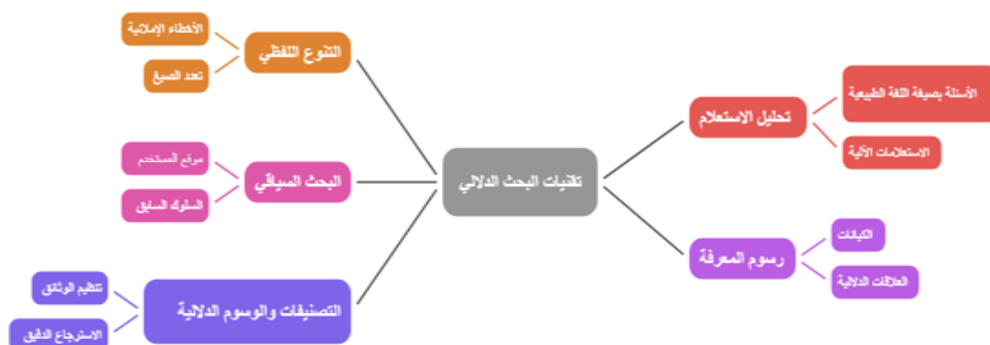 تقنيات البحث الدلالي
تحليل الاستعلام
الأسئلة بصيغة اللغة الطبيعية
الاستعلامات الآلية
رسوم المعرفة
الكيانات
العلاقات الدلالية
التنوع اللفظي
الأخطاء الإملائية
تعدد الصيغ
البحث السياقي
موقع المستخدم
السلوك السابق
التصنيفات والوسوم الدلالية
تنظيم الوثائق
الاسترجاع الدقيق